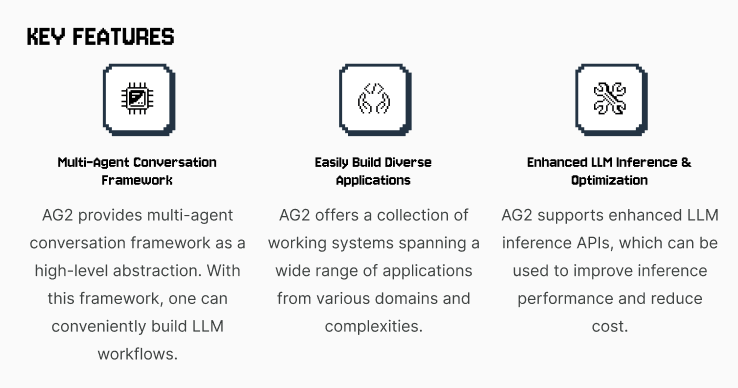 KEY FEATURES
Multi-Agent Conversation
Framework
AG2 provides multi-agent
conversation framework as a
high-level abstraction. With
this framework, one can
conveniently build LLM
workflows.
Easily Build Diverse
Applications
AG2 offers a collection of
working systems spanning a
wide range of applications
from various domains and
complexities.
Enhanced LLM Inference &
Optimization
AG2 supports enhanced LLM
inference APIs, which can be
used to improve inference
performance and reduce
cost.